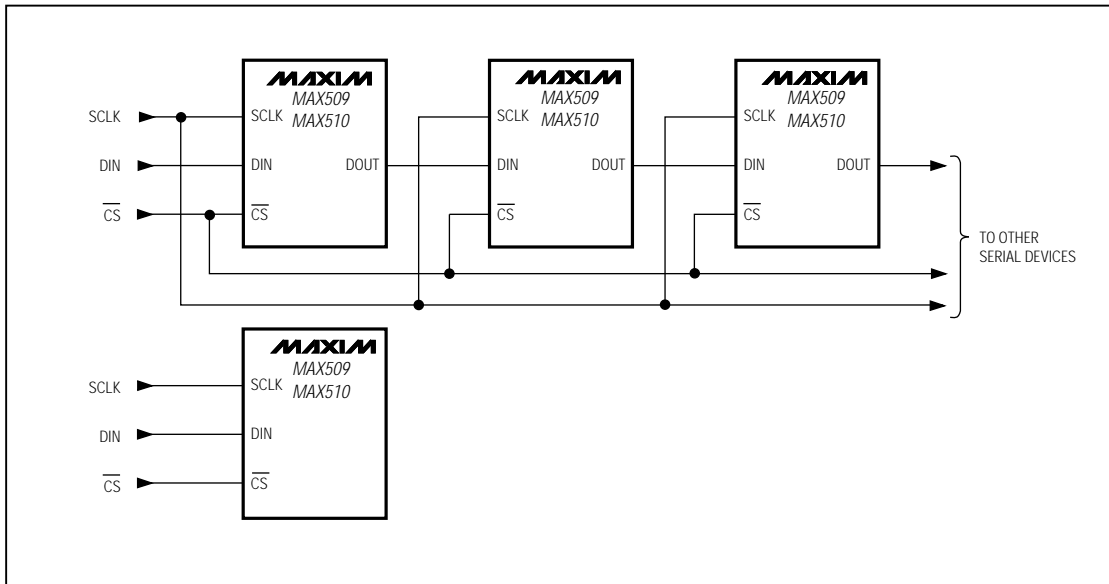 MAXIM
MAX509
MAX510
SCLK
SCLK
DIN
DIN
DOUT
CS
CS
MAXIM
MAX509
MAX510
SCLK
DIN
DOUT
CS
MAXIM
MAX509
MAX510
SCLK
DIN
DOUT
CS
TO OTHER
SERIAL DEVICES
MAXIM
MAX509
MAX510
SCLK
SCLK
DIN
DIN
CS
CS